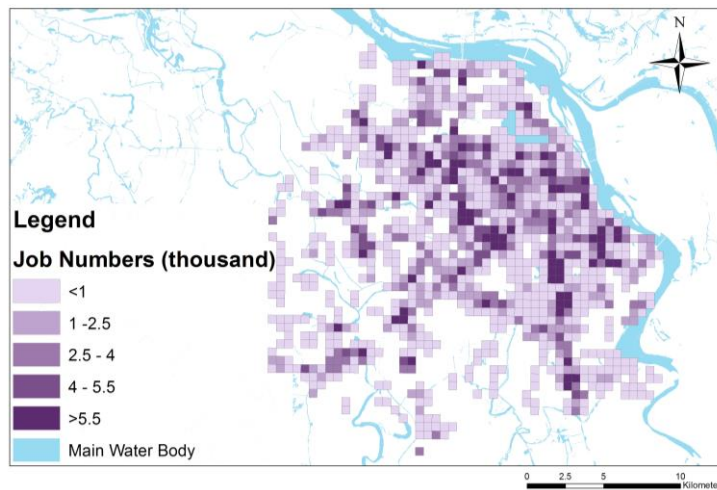 N
Legend
Job Numbers (thousand)
<1
1 -2.5
2.5 - 4
4 - 5.5
>5.5
Main Water Body
0 2.5 5 10
Kilomete